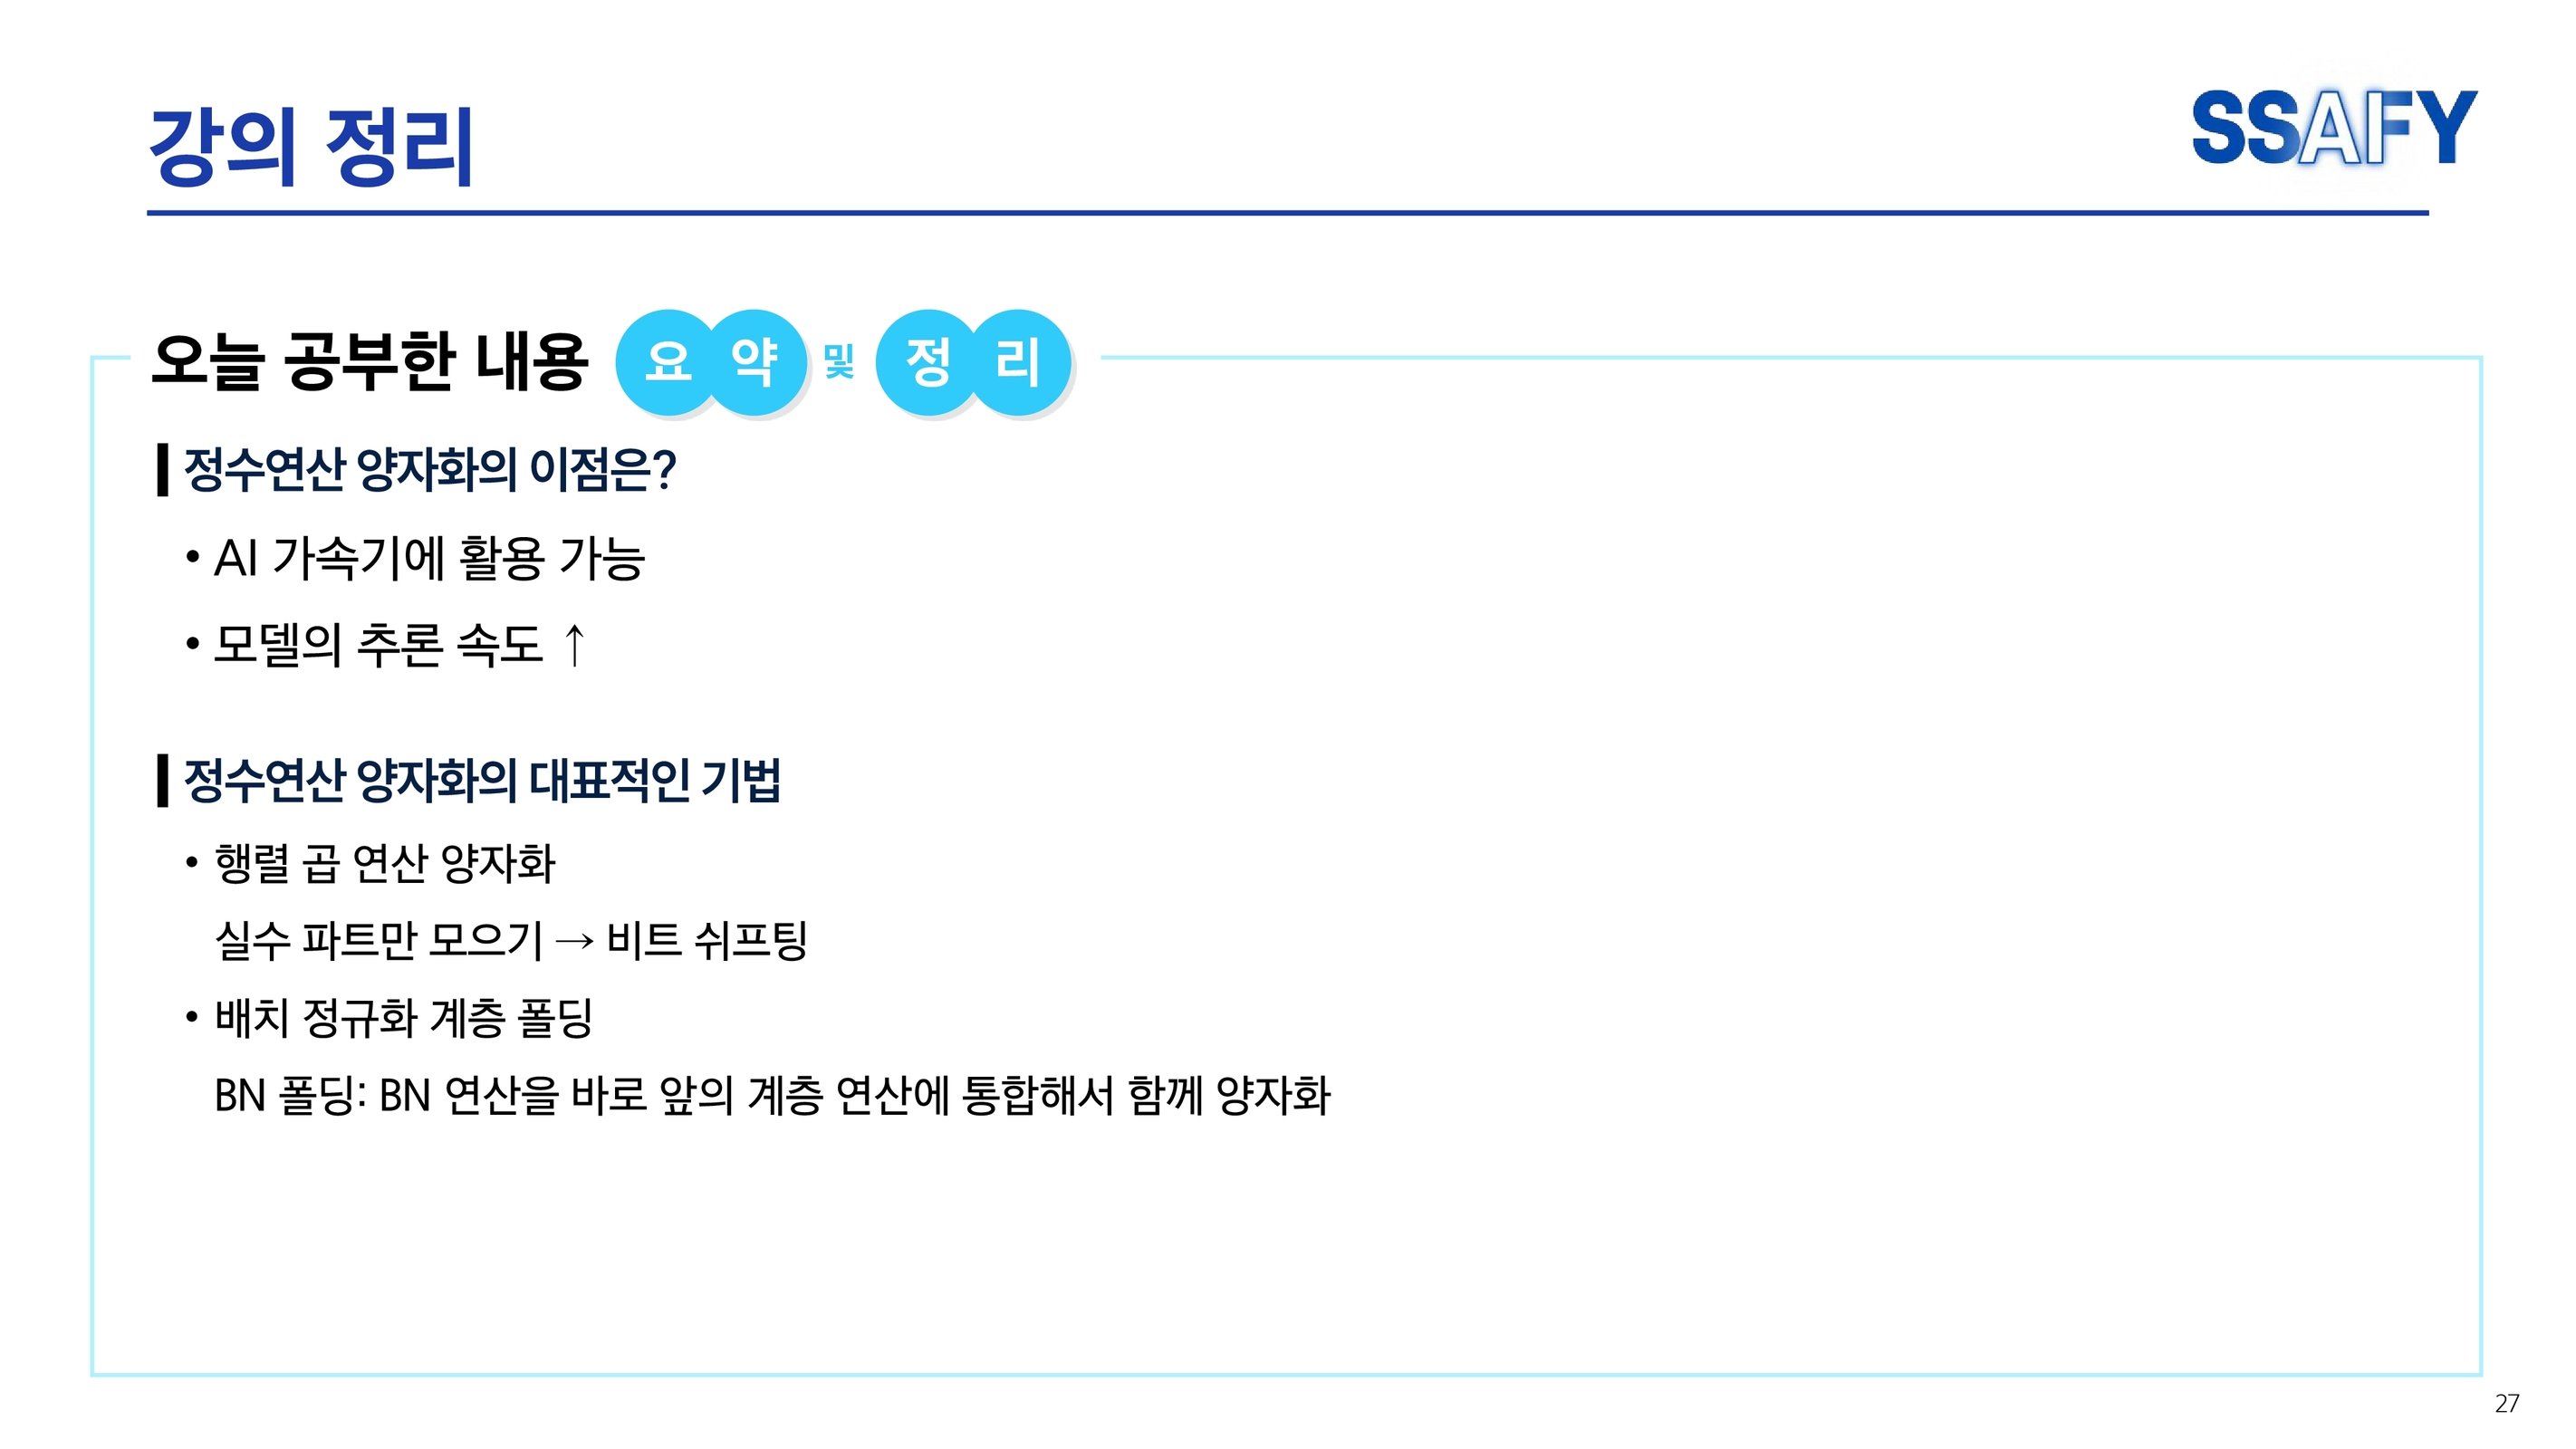 강의 정리
SSAFY
오늘 공부한 내용 요약 및 정리
정수연산 양자화의 이점은?
• AI 가속기에 활용 가능
• 모델의 추론 속도 ↑
정수연산 양자화의 대표적인 기법
• 행렬 곱 연산 양자화
실수 파트만 모으기 → 비트 쉬프팅
• 배치 정규화 계층 폴딩
BN 폴딩: BN 연산을 바로 앞의 계층 연산에 통합해서 함께 양자화
27